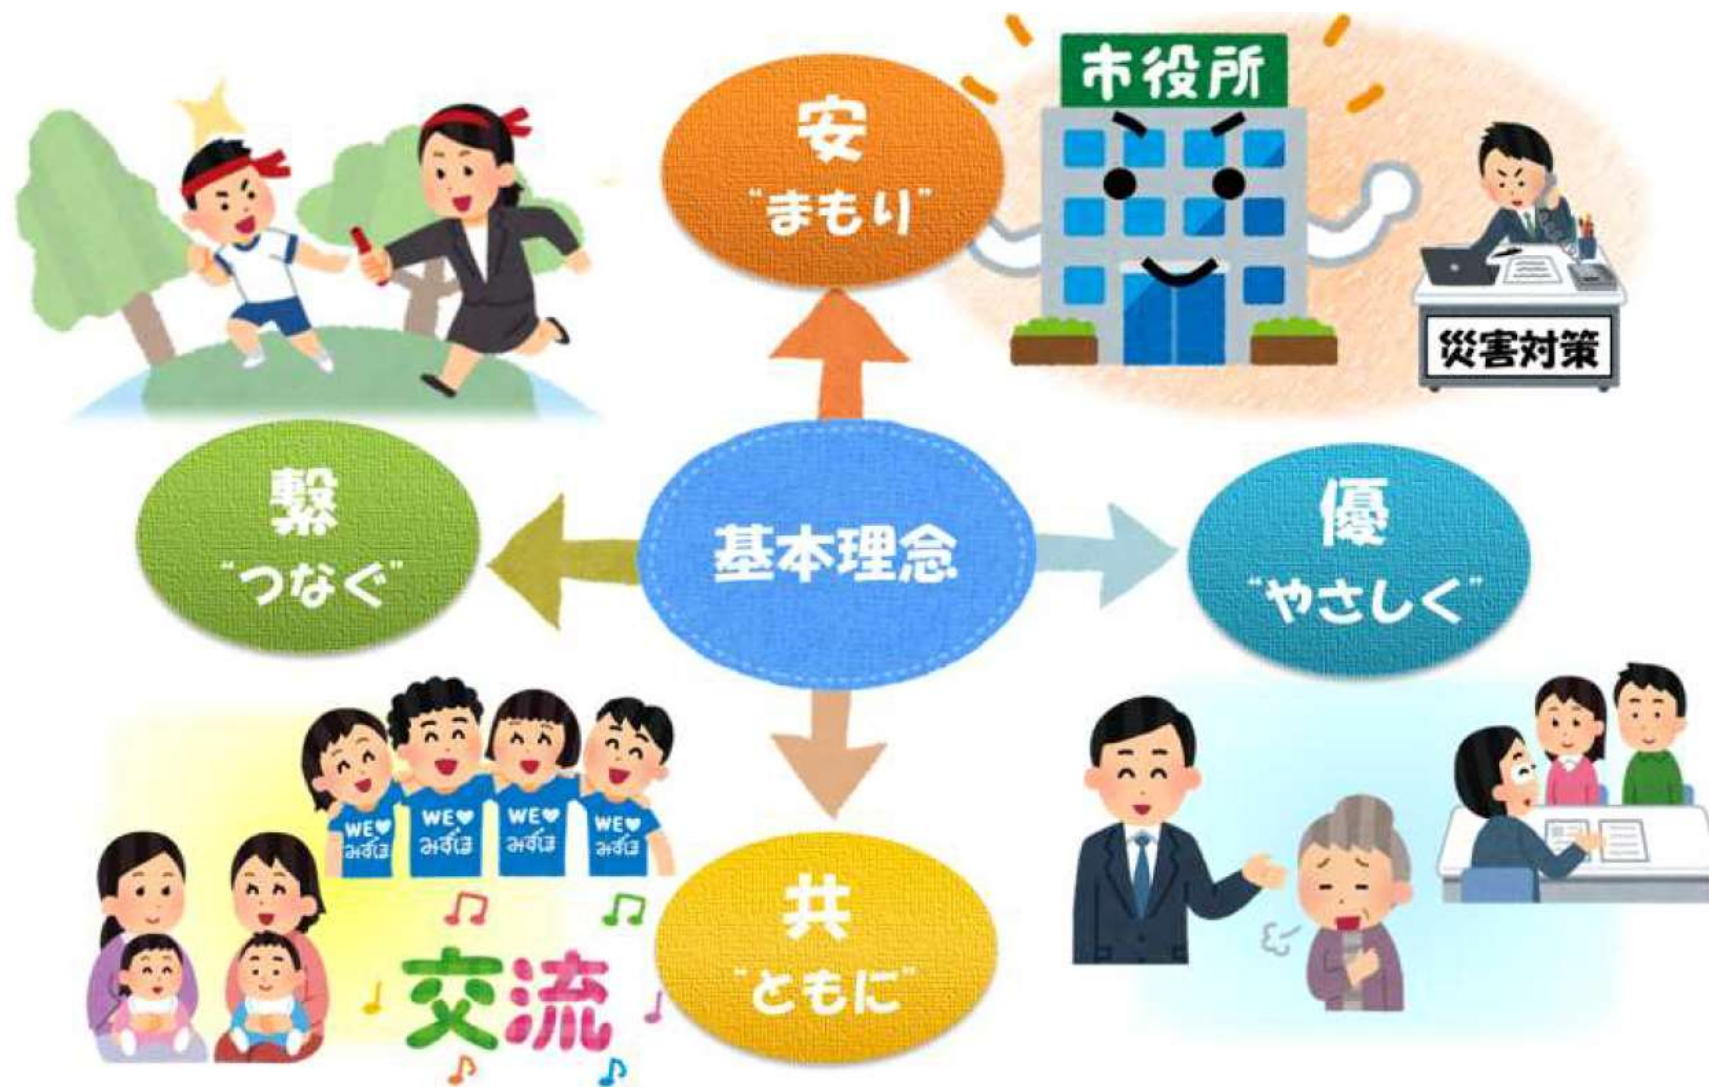 市役所
安
“まもり”
災害対策
繋
“つなぐ”
基本理念
優
“やさしく”
WE♥
みずほ
WE♥
みずほ
WE♥
みずほ
WE♥
みずほ
共
“ともに”
交流